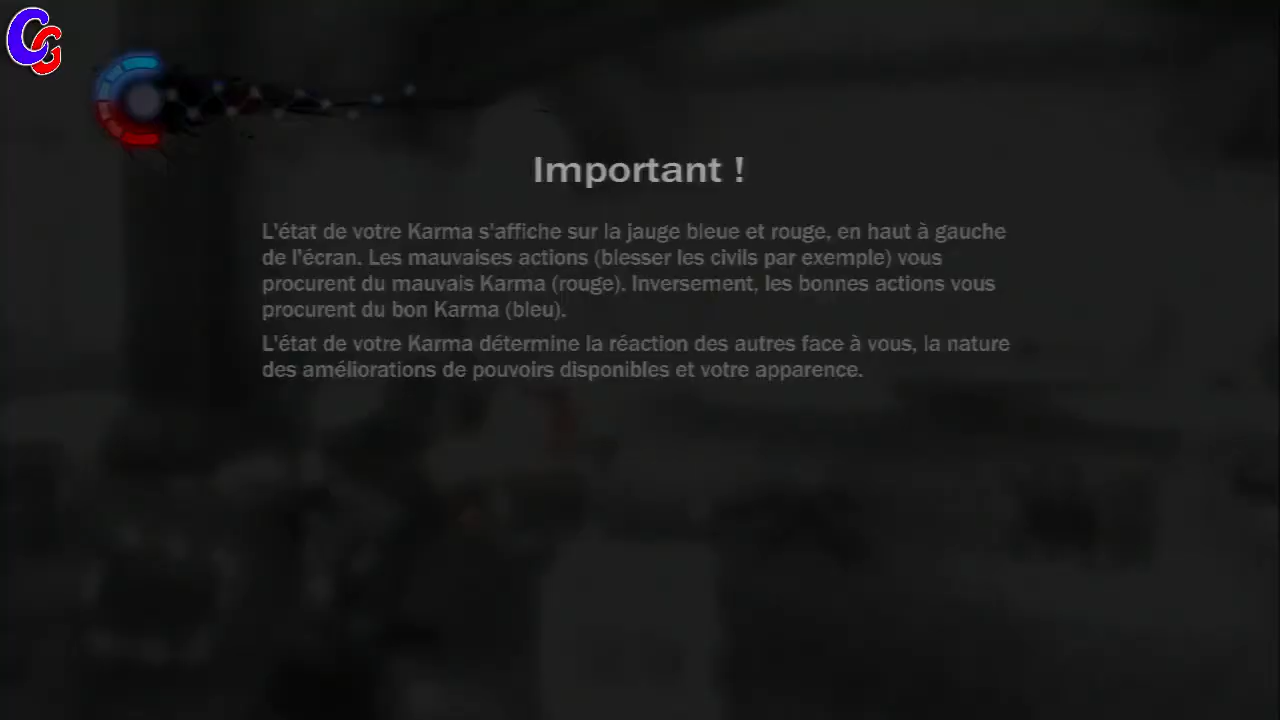 CG
Important !
L'état de votre Karma s'affiche sur la jauge bleue et rouge, en haut à gauche
de l'écran. Les mauvaises actions (blesser les civils par exemple) vous
procurent du mauvais Karma (rouge). Inversement, les bonnes actions vous
procurent du bon Karma (bleu).
L'état de votre Karma détermine la réaction des autres face à vous, la nature
des améliorations de pouvoirs disponibles et votre apparence.